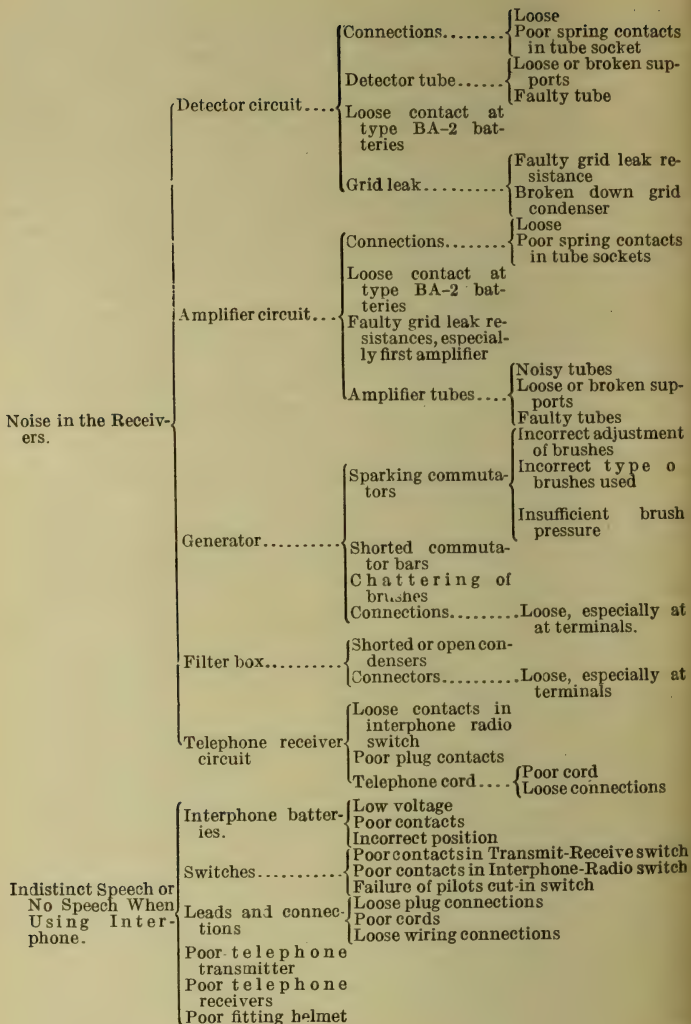 Noise in the Receiv-
ers.
Detector circuit....
Connections........
Loose
Poor spring contacts
in tube socket
Detector tube......
Loose or broken sup-
ports
Faulty tube
Loose contact at
type BA-2 bat-
teries
Grid leak..........
Faulty grid leak re-
sistance
Broken down grid
condenser
Amplifier circuit...
Connections........
Loose
Poor spring contacts
in tube sockets
Loose contact at
type BA-2 bat-
teries
Faulty grid leak re-
sistances, especial-
ly first amplifier
Amplifier tubes....
Noisy tubes
Loose or broken sup-
ports
Faulty tubes
Generator..........
Sparking commuta-
tors
Incorrect adjustment
of brushes
Incorrect type o
brushes used
Insufficient brush
pressure
Shorted commuta-
tor bars
Chattering of
brushes
Connections.........
Loose, especially at
at terminals.
Filter box..........
Shorted or open con-
densers
Connectors..........
Loose, especially at
terminals
Telephone receiver
circuit
Loose contacts in
interphone radio
switch
Poor plug contacts
Telephone cord....
Poor cord
Loose connections
Indistinct Speech or
No Speech When
Using Inter-
phone.
Interphone batter-
ies.
Low voltage
Poor contacts
Incorrect position
Switches...........
Poor contacts in Transmit-Receive switch
Poor contacts in Interphone-Radio switch
Failure of pilots cut-in switch
Leads and connec-
tions
Loose plug connections
Poor cords
Loose wiring connections
Poor telephone
transmitter
Poor telephone
receivers
Poor fitting helmet